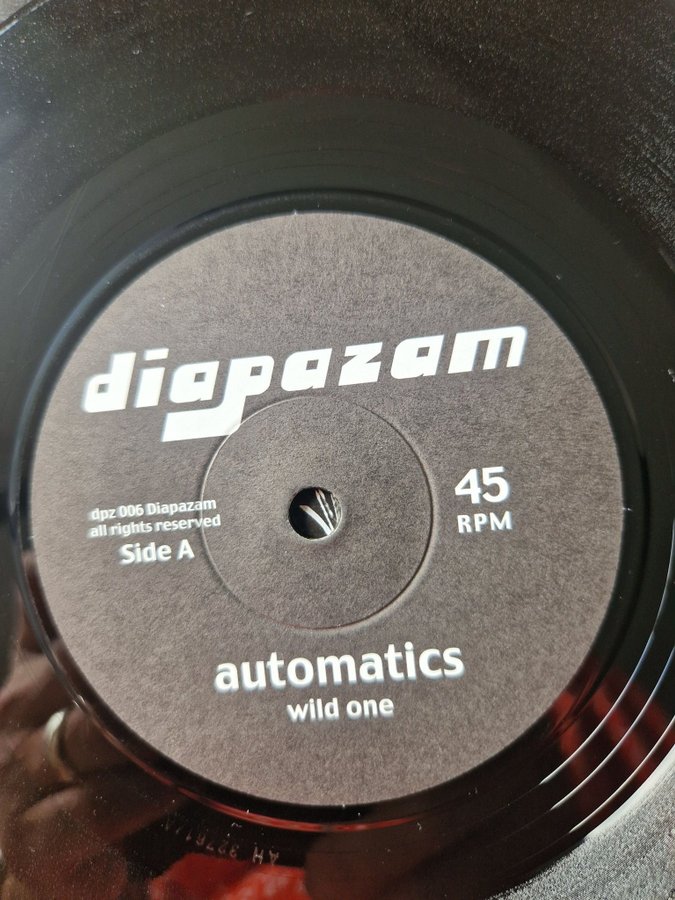 diapazam
dpz 006 Diapazam
all rights reserved
Side A
45
RPM
automatics
wild one